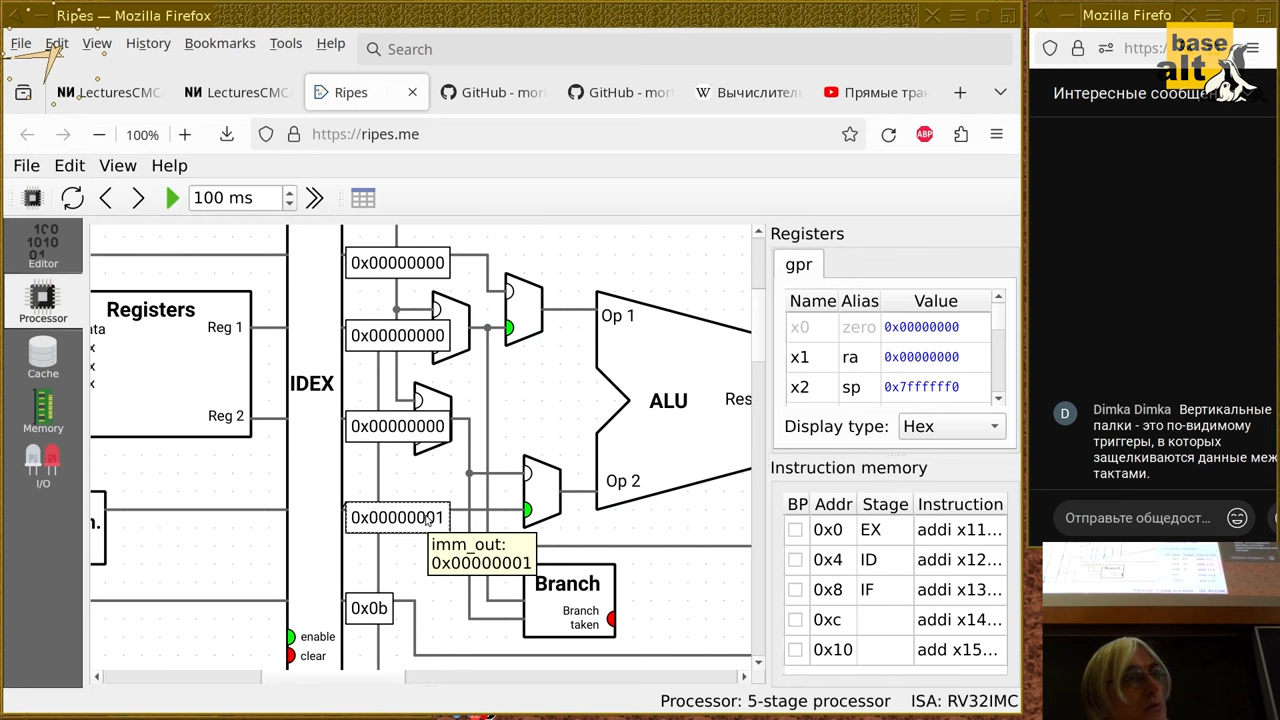 Ripes — Mozilla Firefox
File Edit View History Bookmarks Tools Help
Search
LecturesCMC
LecturesCMC
Ripes
GitHub - mor
GitHub - mor
Вычислител
Прямые тран
100%
https://ripes.me
File Edit View Help
100 ms
Editor
Processor
Cache
Memory
I/O
Registers
Reg 1
Reg 2
IDEX
enable
clear
0x00000000
0x00000000
0x00000000
0x00000001
0x0b
imm_out:
0x00000001
Op 1
ALU
Res
Op 2
Branch
Branch
taken
Registers
gpr
Name Alias Value
x0 zero 0x00000000
x1 ra 0x00000000
x2 sp 0x7ffffff0
Display type: Hex
Instruction memory
BP Addr Stage Instruction
0x0 EX addi x11...
0x4 ID addi x12...
0x8 IF addi x13...
0xc addi x14...
0x10 add x15...
Processor: 5-stage processor ISA: RV32IMC
Mozilla Firefo
https:
base
alt
Интересные сообщен
D
Dimka Dimka Вертикальные
палки - это по-видимому
триггеры, в которых
защелкиваются данные меж
тактами.
Отправьте общедост...